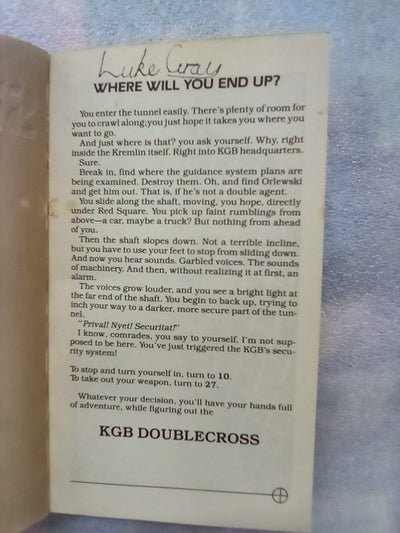 Luke Gray
WHERE WILL YOU END UP?
You enter the tunnel easily. There's plenty of room for
you to crawl along; you just hope it takes you where you
want to go.
And just where is that? you ask yourself. Why, right
inside the Kremlin itself. Right into KGB headquarters.
Sure.
Break in, find where the guidance system plans are
being examined. Destroy them. Oh, and find Orlewski
and get him out. That is, if he's not a double agent.
You slide along the shaft, moving, you hope, directly
under Red Square. You pick up faint rumblings from
above—a car, maybe a truck? But nothing from ahead
of you.
Then the shaft slopes down. Not a terrible incline,
but you have to use your feet to stop from sliding down.
And now you hear sounds. Garbled voices. The sounds
of machinery. And then, without realizing it at first, an
alarm.
The voices grow louder, and you see a bright light at
the far end of the shaft. You begin to back up, trying to
inch your way to a darker, more secure part of the tun-
nel.
"Prival! Nyet! Securitat!"
I know, comrades, you say to yourself, I'm not sup-
posed to be here. You've just triggered the KGB's secu-
rity system!
To stop and turn yourself in, turn to 10.
To take out your weapon, turn to 27.
Whatever your decision, you'll have your hands full
of adventure, while figuring out the
KGB DOUBLECROSS